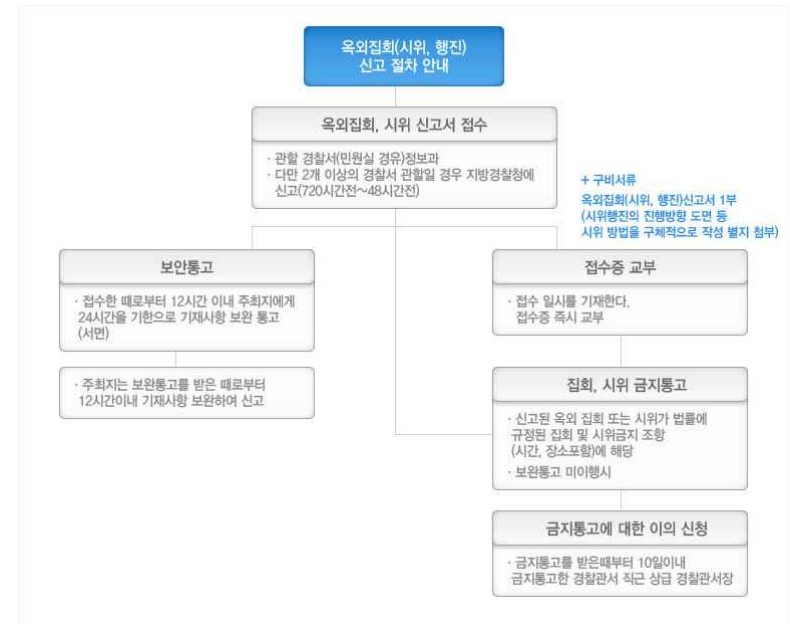 옥외집회(시위, 행진)
신고 절차 안내
옥외집회, 시위 신고서 접수
· 관할 경찰서(민원실 경유)정보과
· 다만 2개 이상의 경찰서 관할일 경우 지방경찰청에
신고(720시간전~48시간전)
+ 구비서류
옥외집회(시위, 행진)신고서 1부
(시위행진의 진행방향 도면 등
시위 방법을 구체적으로 작성 별지 첨부)
보안통고
· 접수한 때로부터 12시간 이내 주최지에게
24시간을 기한으로 기재사항 보완 통고
(서면)
· 주최지는 보완통고를 받은 때로부터
12시간이내 기재사항 보완하여 신고
접수증 교부
· 접수 일시를 기재한다.
접수증 즉시 교부
집회, 시위 금지통고
· 신고된 옥외 집회 또는 시위가 법률에
규정된 집회 및 시위금지 조항
(시간, 장소포함)에 해당
· 보완통고 미이행시
금지통고에 대한 이의 신청
· 금지통고를 받은때부터 10일이내
금지통고한 경찰관서 직근 상급 경찰관서장